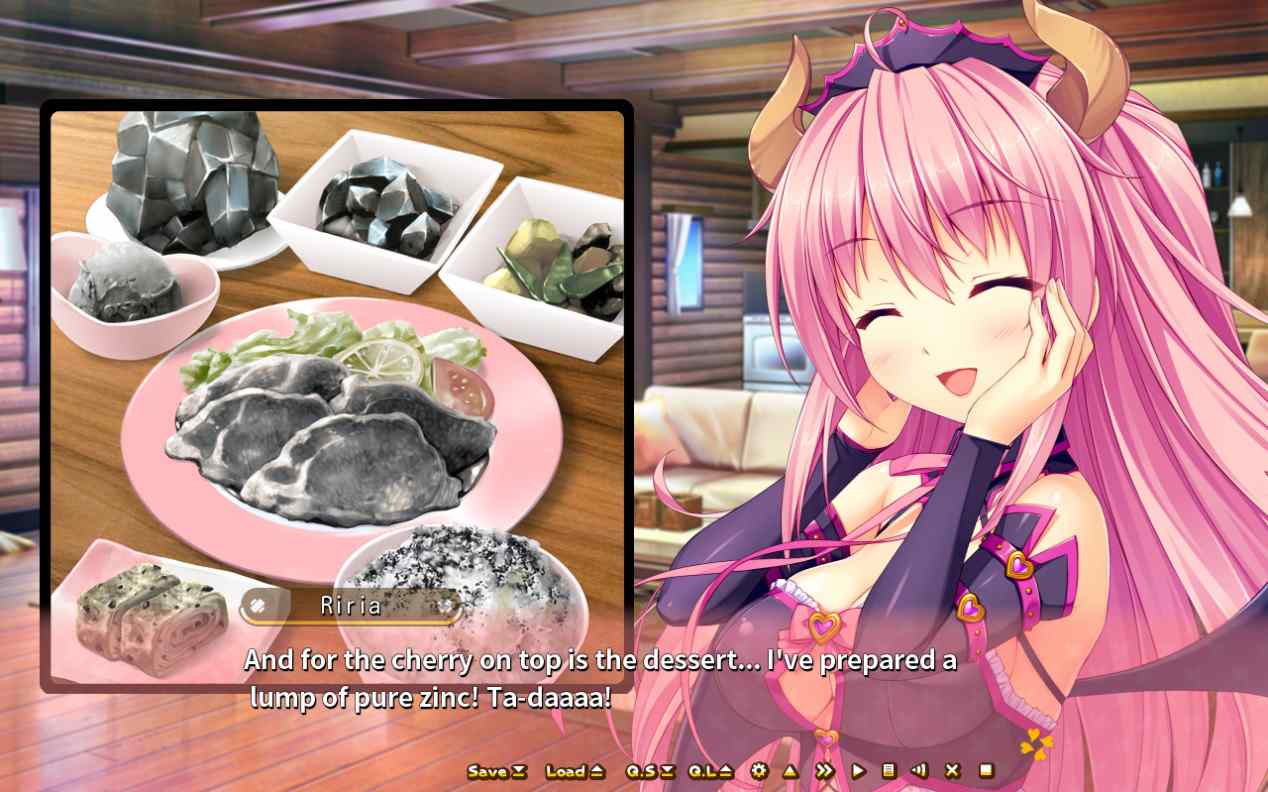 Riria
And for the cherry on top is the dessert... I've prepared a
lump of pure zinc! Ta-daaaa!
Save Load Q.S Q.L